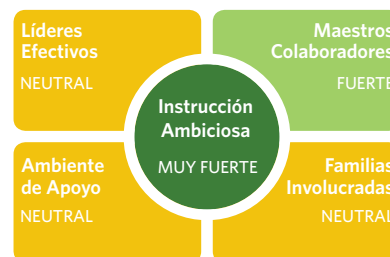 Líderes
Efectivos
NEUTRAL
Maestros
Colaboradores
FUERTE
Instrucción
Ambiciosa
MUY FUERTE
Ambiente
de Apoyo
NEUTRAL
Familias
Involucradas
NEUTRAL